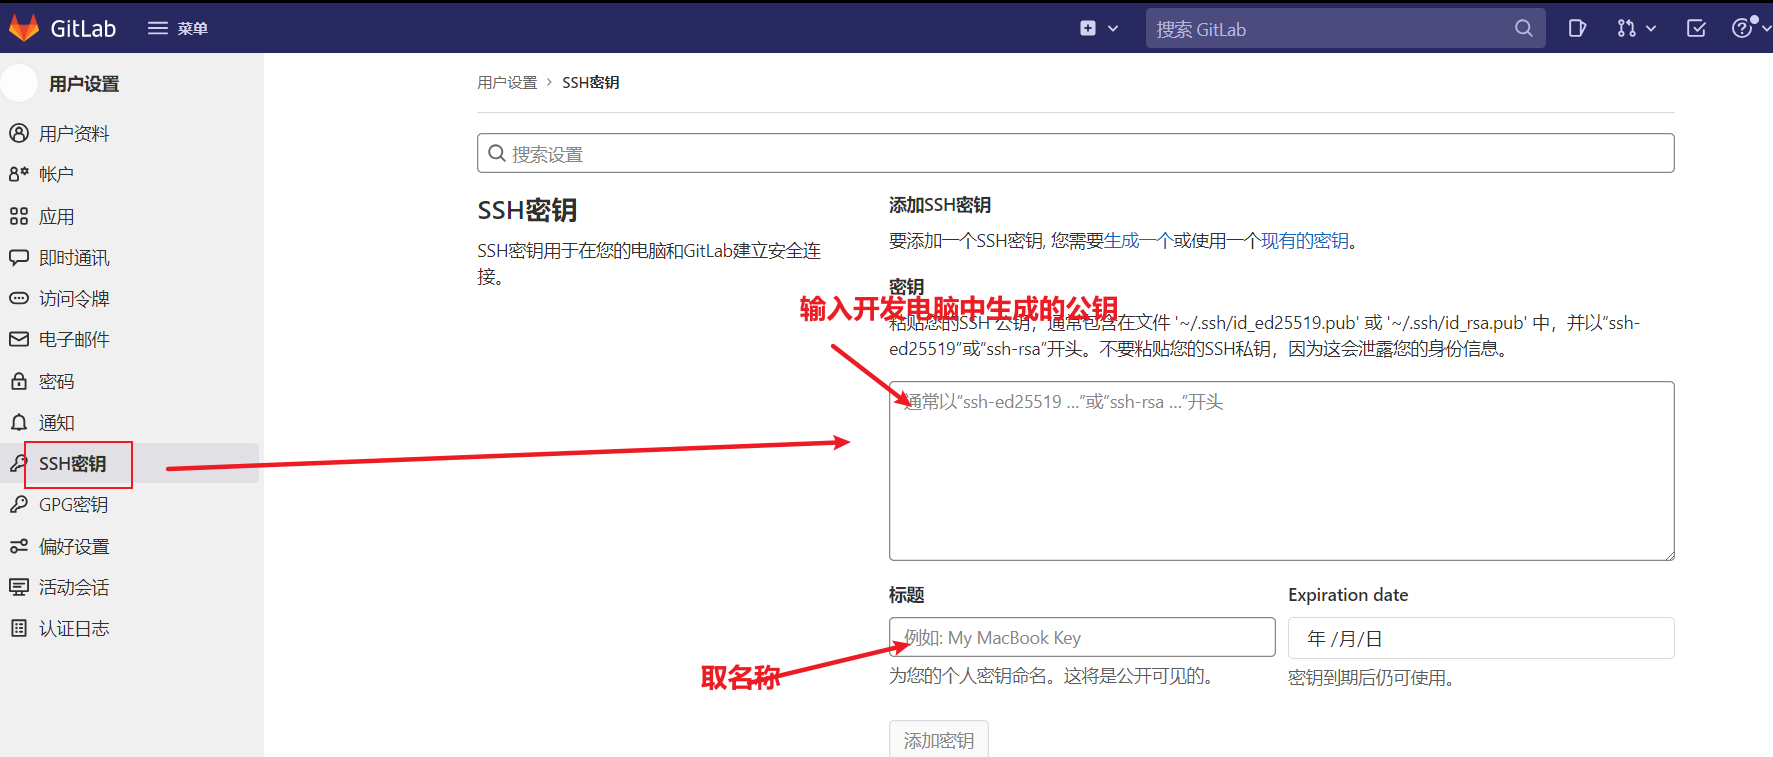 GitLab
菜单
搜索 GitLab
用户设置
用户资料
帐户
应用
即时通讯
访问令牌
电子邮件
密码
通知
SSH密钥
GPG密钥
偏好设置
活动会话
认证日志
用户设置 › SSH密钥
搜索设置
SSH密钥
SSH密钥用于在您的电脑和GitLab建立安全连
接。
添加SSH密钥
要添加一个SSH密钥, 您需要生成一个或使用一个现有的密钥。
密钥
输入开发电脑中生成的公钥
粘贴您的SSH 公钥，通常包含在文件 '~/.ssh/id_ed25519.pub' 或 '~/.ssh/id_rsa.pub' 中，并以“ssh-
ed25519”或“ssh-rsa”开头。不要粘贴您的SSH私钥，因为这会泄露您的身份信息。
通常以“ssh-ed25519 ...”或“ssh-rsa ...”开头
标题
Expiration date
例如: My MacBook Key
年 /月/日
取名称
为您的个人密钥命名。这将是公开可见的。
密钥到期后仍可使用。
添加密钥